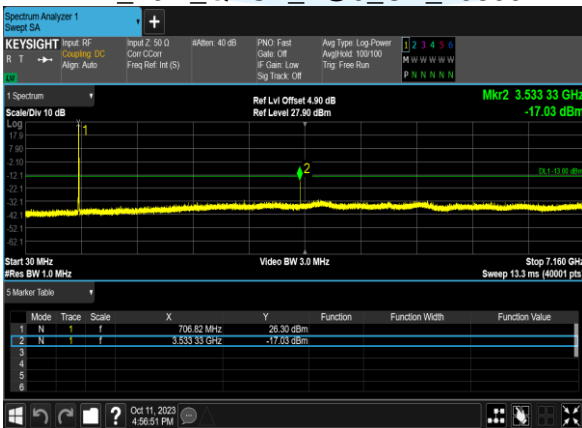 Spectrum Analyzer 1
Swept SA
KEYSIGHT
R T
LW
Input: RF
Coupling: DC
Align: Auto
Input Z: 50 Ω
Corr CCorr
Freq Ref: Int (S)
#Atten: 40 dB
PNO: Fast
Gate: Off
IF Gain: Low
Sig Track: Off
Avg Type: Log-Power
Avg|Hold: 100/100
Trig: Free Run
1 2 3 4 5 6
M W W W W W
P N N N N N
1 Spectrum
Scale/Div 10 dB
Ref Lvl Offset 4.90 dB
Ref Level 27.90 dBm
Mkr2 3.533 33 GHz
-17.03 dBm
Log
17.9
7.90
-2.10
-12.1
-22.1
-32.1
-42.1
-52.1
-62.1
1
2
DL1 -13.00 dBm
Start 30 MHz
#Res BW 1.0 MHz
Video BW 3.0 MHz
Stop 7.160 GHz
Sweep 13.3 ms (40001 pts)
5 Marker Table
Mode Trace Scale X Y Function Function Width Function Value
1 N 1 f 706.82 MHz 26.30 dBm
2 N 1 f 3.533 33 GHz -17.03 dBm
3
4
5
6
?
Oct 11, 2023
4:56:51 PM